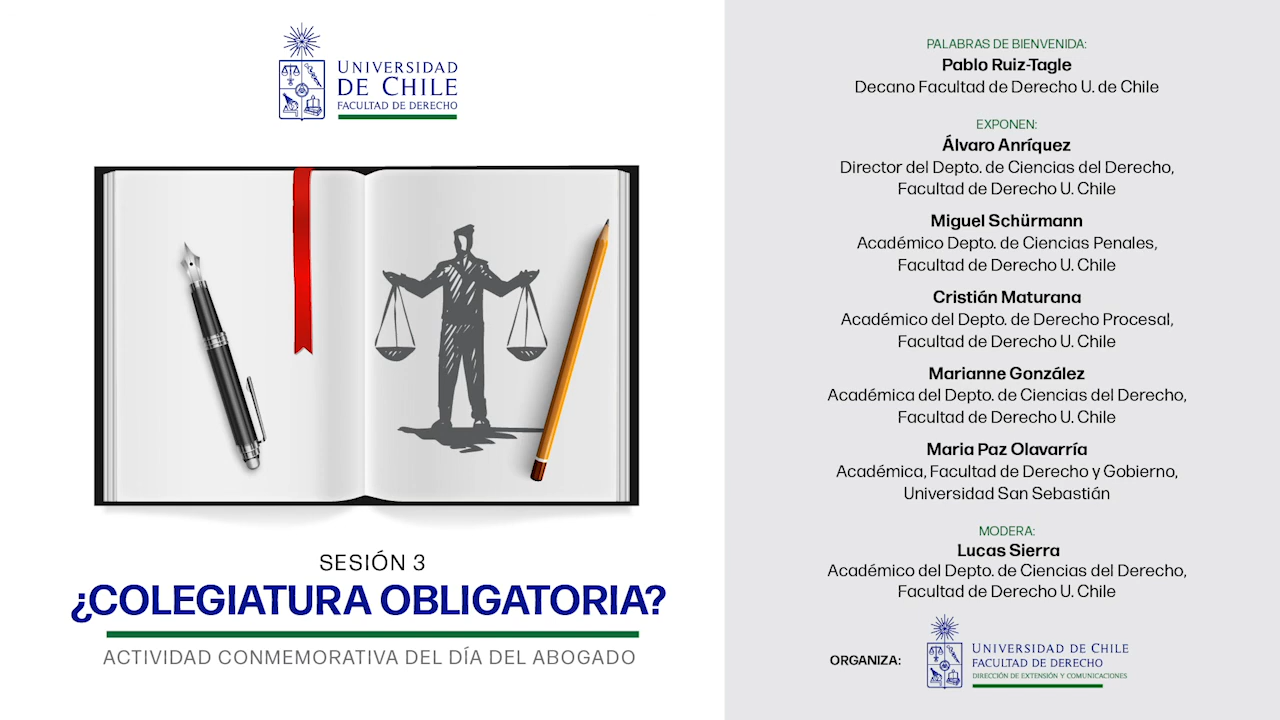 UNIVERSIDAD
DE CHILE
FACULTAD DE DERECHO
SESIÓN 3
¿COLEGIATURA OBLIGATORIA?
ACTIVIDAD CONMEMORATIVA DEL DÍA DEL ABOGADO
PALABRAS DE BIENVENIDA:
Pablo Ruiz-Tagle
Decano Facultad de Derecho U. de Chile
EXPONEN:
Álvaro Anríquez
Director del Depto. de Ciencias del Derecho,
Facultad de Derecho U. Chile
Miguel Schürmann
Académico Depto. de Ciencias Penales,
Facultad de Derecho U. Chile
Cristián Maturana
Académico del Depto. de Derecho Procesal,
Facultad de Derecho U. Chile
Marianne González
Académica del Depto. de Ciencias del Derecho,
Facultad de Derecho U. Chile
Maria Paz Olavarría
Académica, Facultad de Derecho y Gobierno,
Universidad San Sebastián
MODERA:
Lucas Sierra
Académico del Depto. de Ciencias del Derecho,
Facultad de Derecho U. Chile
ORGANIZA:
UNIVERSIDAD DE CHILE
FACULTAD DE DERECHO
DIRECCIÓN DE EXTENSIÓN Y COMUNICACIONES